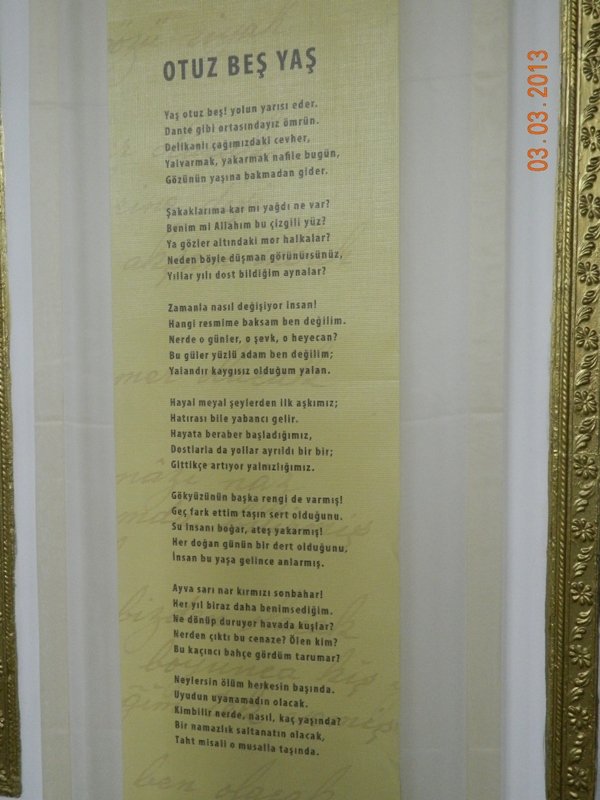 OTUZ BEŞ YAŞ
Yaş otuz beş! yolun yarısı eder.
Dante gibi ortasındayız ömrün.
Delikanlı çağımızdaki cevher,
Yalvarmak, yakarmak nafile bugün,
Gözünün yaşına bakmadan gider.
Şakaklarıma kar mı yağdı ne var?
Benim mi Allahım bu çizgili yüz?
Ya gözler altındaki mor halkalar?
Neden böyle düşman görünürsünüz,
Yıllar yılı dost bildiğim aynalar?
Zamanla nasıl değişiyor insan!
Hangi resmime baksam ben değilim.
Nerde o günler, o şevk, o heyecan?
Bu güler yüzlü adam ben değilim;
Yalandır kaygısız olduğum yalan.
Hayal meyal şeylerden ilk aşkımız;
Hatırası bile yabancı gelir.
Hayata beraber başladığımız,
Dostlarla da yollar ayrıldı bir bir;
Gittikçe artıyor yalnızlığımız.
Gökyüzünün başka rengi de varmış!
Geç fark ettim taşın sert olduğunu.
Su insanı boğar, ateş yakarmış!
Her doğan günün bir dert olduğunu,
İnsan bu yaşa gelince anlarmış.
Ayva sarı nar kırmızı sonbahar!
Her yıl biraz daha benimsediğim.
Ne dönüp duruyor havada kuşlar?
Nerden çıktı bu cenaze? Ölen kim?
Bu kaçıncı bahçe gördüm tarumar?
Neylersin ölüm herkesin başında.
Uyudun uyanamadın olacak.
Kimbilir nerde, nasıl, kaç yaşında?
Bir namazlık saltanatın olacak,
Taht misali o musalla taşında.
03.03.2013